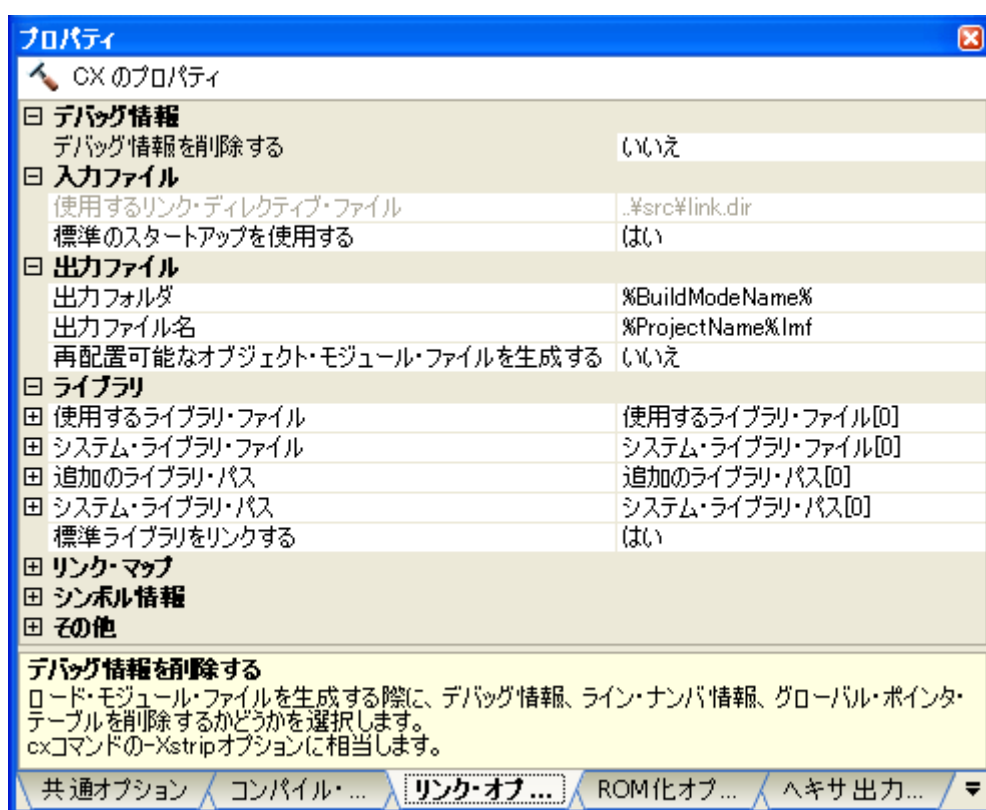 プロパティ
CX のプロパティ
デバッグ情報
デバッグ情報を削除する いいえ
入力ファイル
使用するリンク・ディレクティブ・ファイル ..¥src¥link.dir
標準のスタートアップを使用する はい
出力ファイル
出力フォルダ %BuildModeName%
出力ファイル名 %ProjectName%.lmf
再配置可能なオブジェクト・モジュール・ファイルを生成する いいえ
ライブラリ
使用するライブラリ・ファイル 使用するライブラリ・ファイル[0]
システム・ライブラリ・ファイル システム・ライブラリ・ファイル[0]
追加のライブラリ・パス 追加のライブラリ・パス[0]
システム・ライブラリ・パス システム・ライブラリ・パス[0]
標準ライブラリをリンクする はい
リンク・マップ
シンボル情報
その他
デバッグ情報を削除する
ロード・モジュール・ファイルを生成する際に、デバッグ情報、ライン・ナンバ情報、グローバル・ポインタ・
テーブルを削除するかどうかを選択します。
cxコマンドの-Xstripオプションに相当します。
共通オプション コンパイル・... リンク・オプ... ROM化オプ... ヘキサ出力...